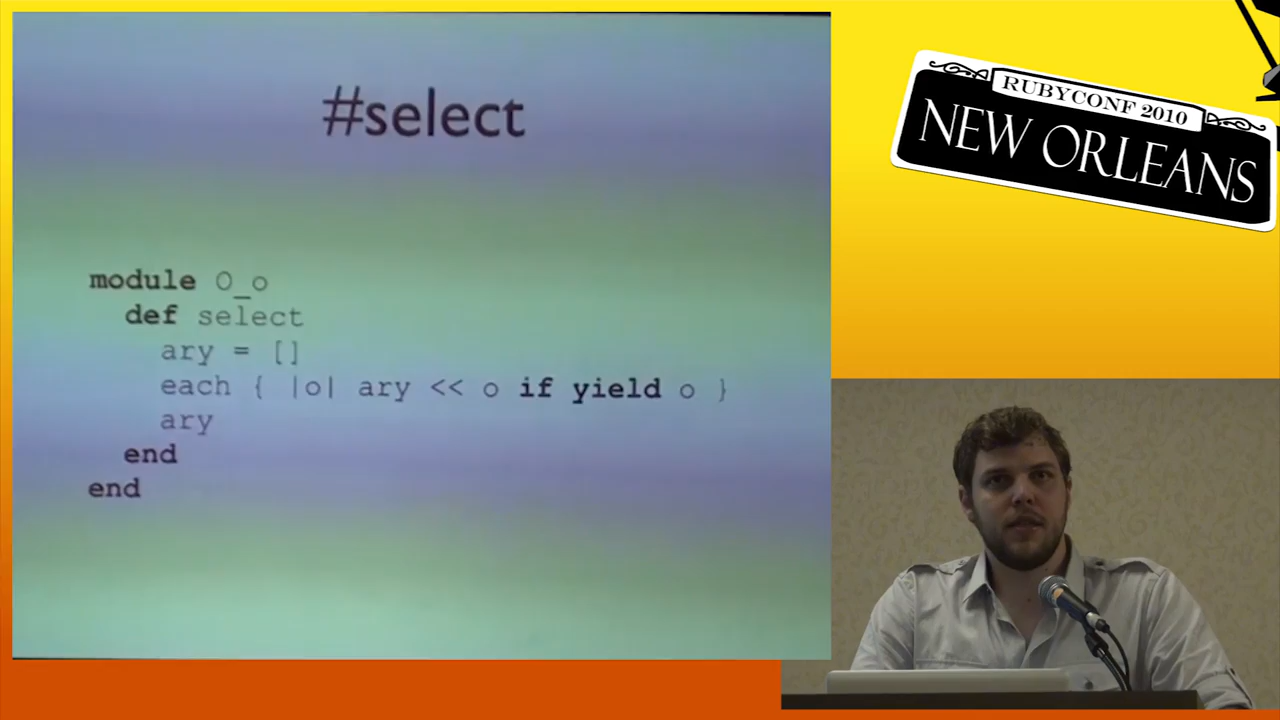 #select
module O_o
def select
ary = []
each { |o| ary << o if yield o }
ary
end
end
RUBYCONF 2010
NEW ORLEANS